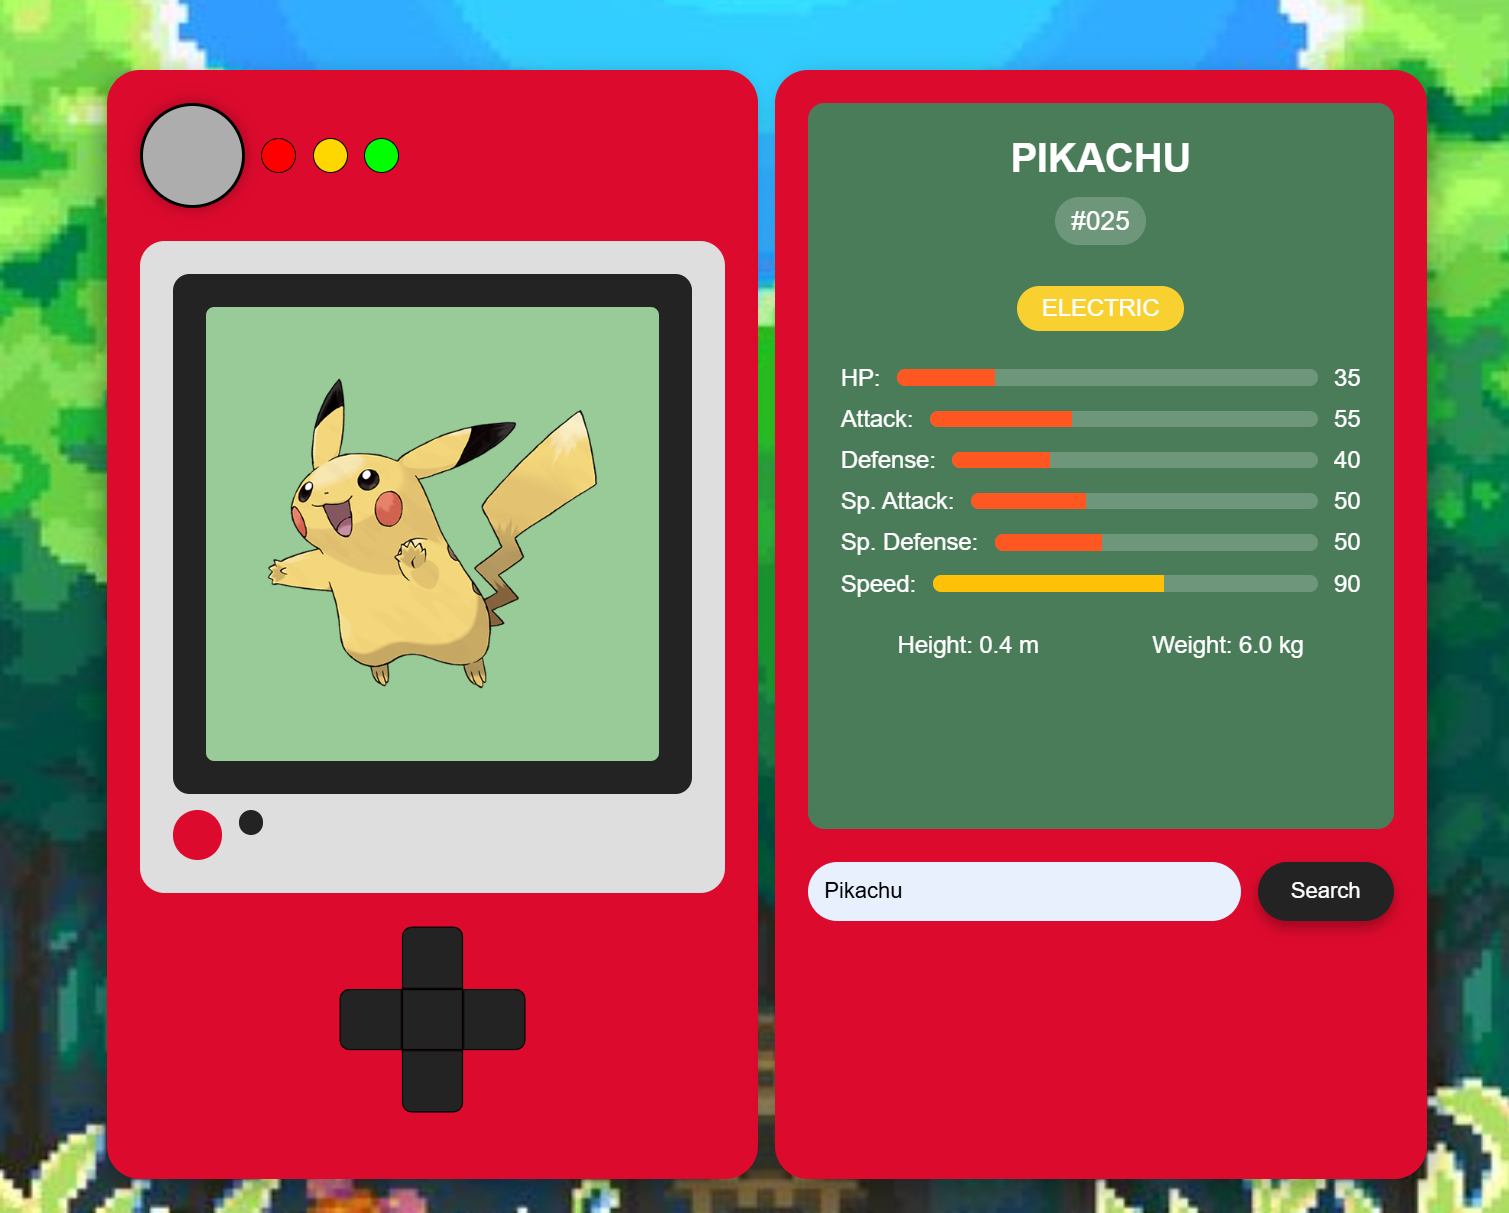 PIKACHU
#025
ELECTRIC
HP: 35
Attack: 55
Defense: 40
Sp. Attack: 50
Sp. Defense: 50
Speed: 90
Height: 0.4 m Weight: 6.0 kg
Pikachu Search